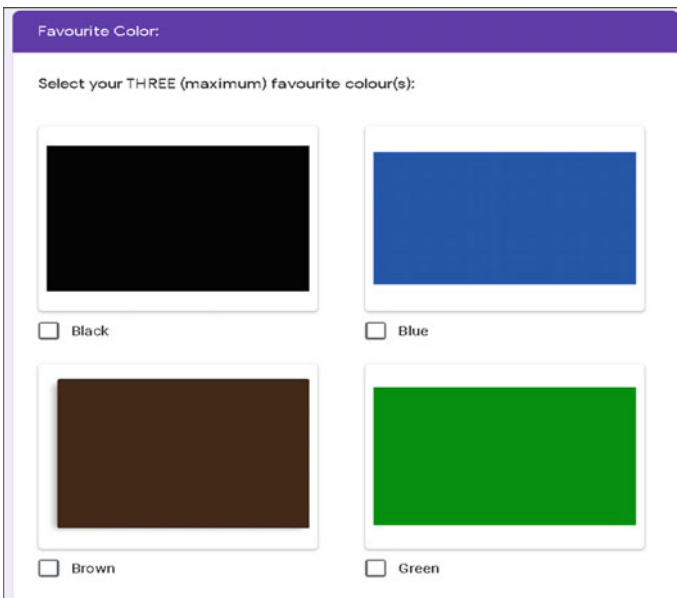 Favourite Color:
Select your THREE (maximum) favourite colour(s):
Black
Blue
Brown
Green